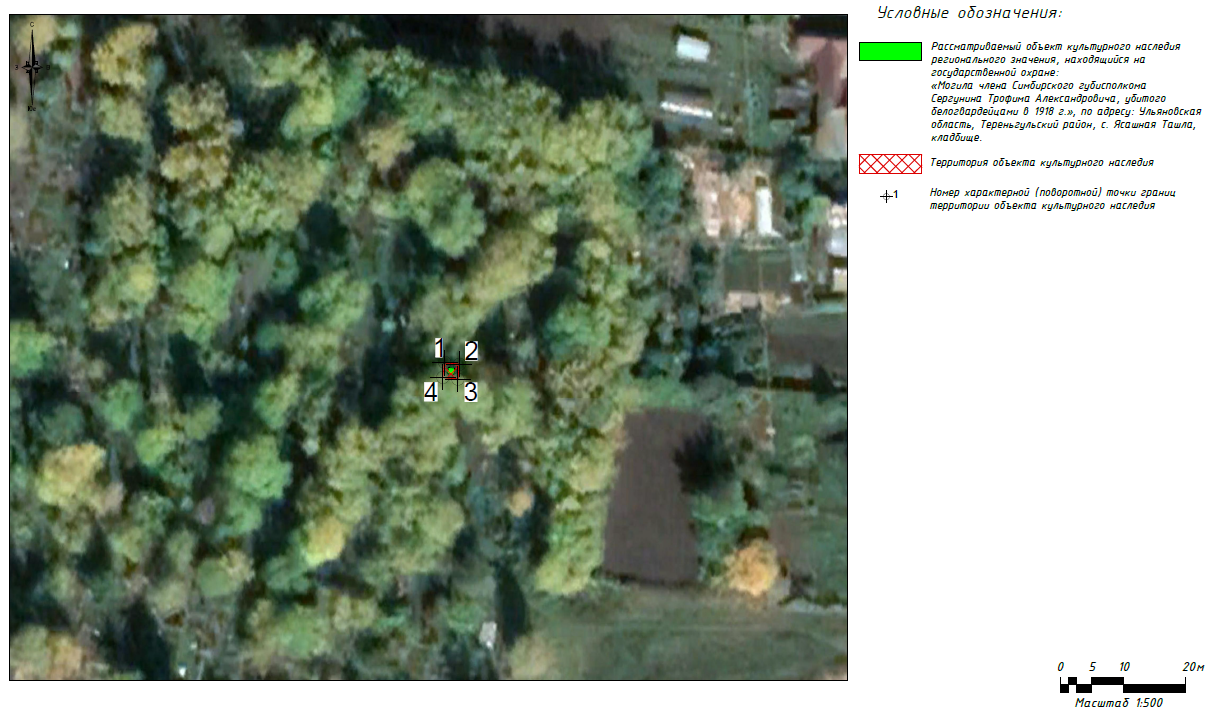 Условные обозначения:
Рассматриваемый объект культурного наследия
регионального значения, находящийся на
государственной охране:
«Могила члена Симбирского губисполкома
Сергунина Трофима Александровича, убитого
белогвардейцами в 1918 г.», по адресу: Ульяновская
область, Тереньгульский район, с. Ясашная Ташла,
кладбище.
Территория объекта культурного наследия
1
Номер характерной (поворотной) точки границ
территории объекта культурного наследия
С
Ю
1 2
4 3
0 5 10 20 м
Масштаб 1:500